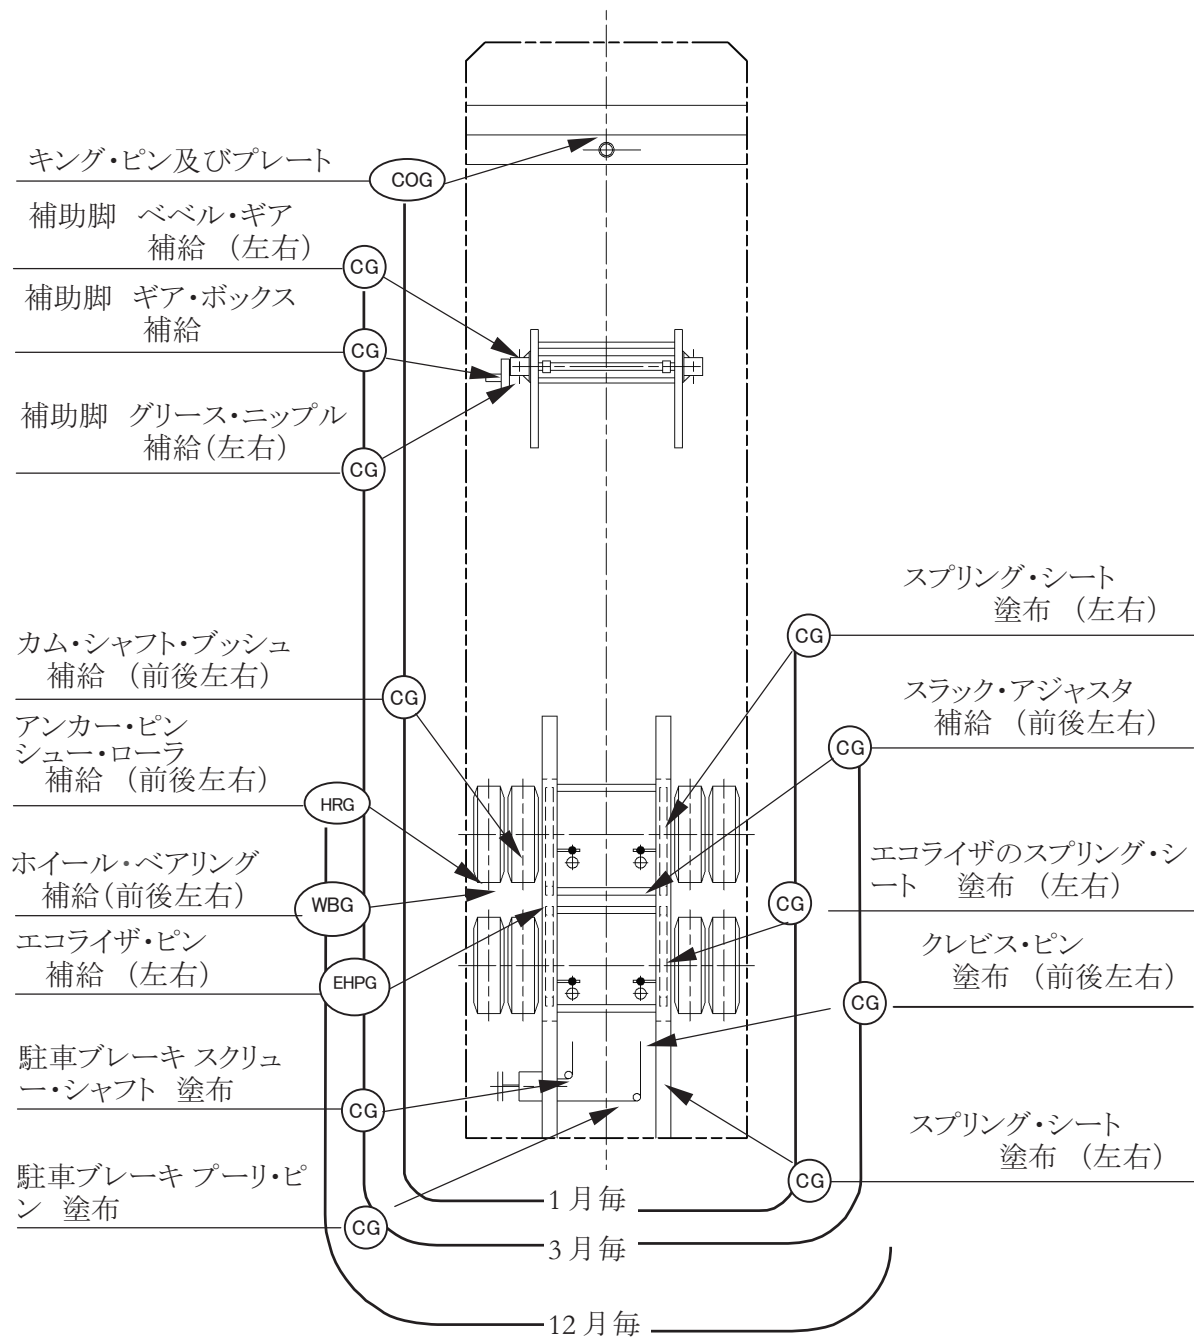 キング・ピン及びプレート
COG
補助脚 ベベル・ギア
補給 (左右)
CG
補助脚 ギア・ボックス
補給
CG
補助脚 グリース・ニップル
補給(左右)
CG
カム・シャフト・ブッシュ
補給 (前後左右)
CG
アンカー・ピン
シュー・ローラ
補給 (前後左右)
HRG
ホイール・ベアリング
補給(前後左右)
WBG
エコライザ・ピン
補給 (左右)
EHPG
駐車ブレーキ スクリュ
ー・シャフト 塗布
CG
駐車ブレーキ プーリ・ピ
ン 塗布
CG
スプリング・シート
塗布 (左右)
CG
スラック・アジャスタ
補給 (前後左右)
CG
エコライザのスプリング・シ
ート 塗布 (左右)
CG
クレビス・ピン
塗布 (前後左右)
CG
スプリング・シート
塗布 (左右)
CG
1月毎
3月毎
12月毎